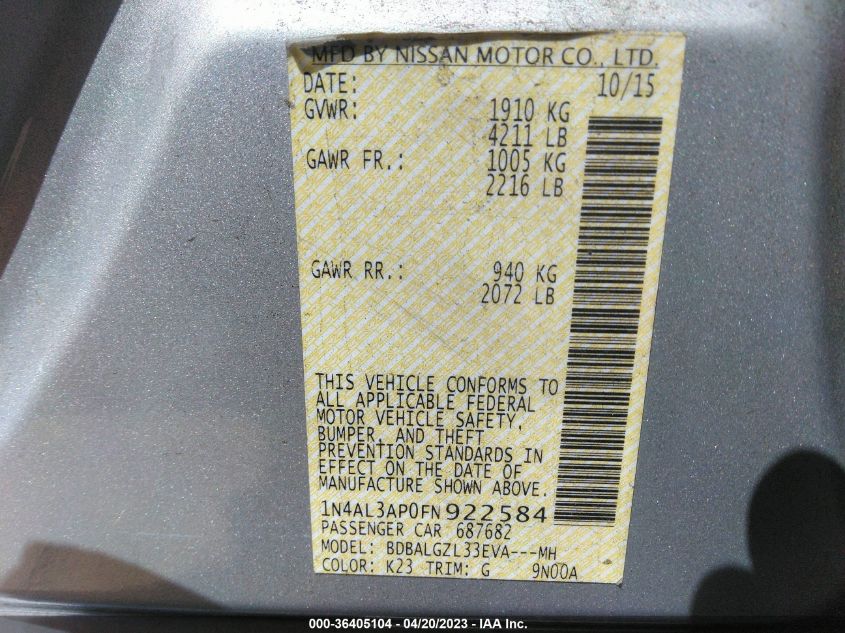 MFD BY NISSAN MOTOR CO., LTD.
DATE: 10/15
GVWR: 1910 KG
4211 LB
GAWR FR.: 1005 KG
2216 LB
GAWR RR.: 940 KG
2072 LB
THIS VEHICLE CONFORMS TO
ALL APPLICABLE FEDERAL
MOTOR VEHICLE SAFETY,
BUMPER, AND THEFT
PREVENTION STANDARDS IN
EFFECT ON THE DATE OF
MANUFACTURE SHOWN ABOVE.
1N4AL3AP0FN922584
PASSENGER CAR 687682
MODEL: BDBALGZL33EVA---MH
COLOR: K23 TRIM: G 9N00A
000-36405104 - 04/20/2023 - IAA Inc.